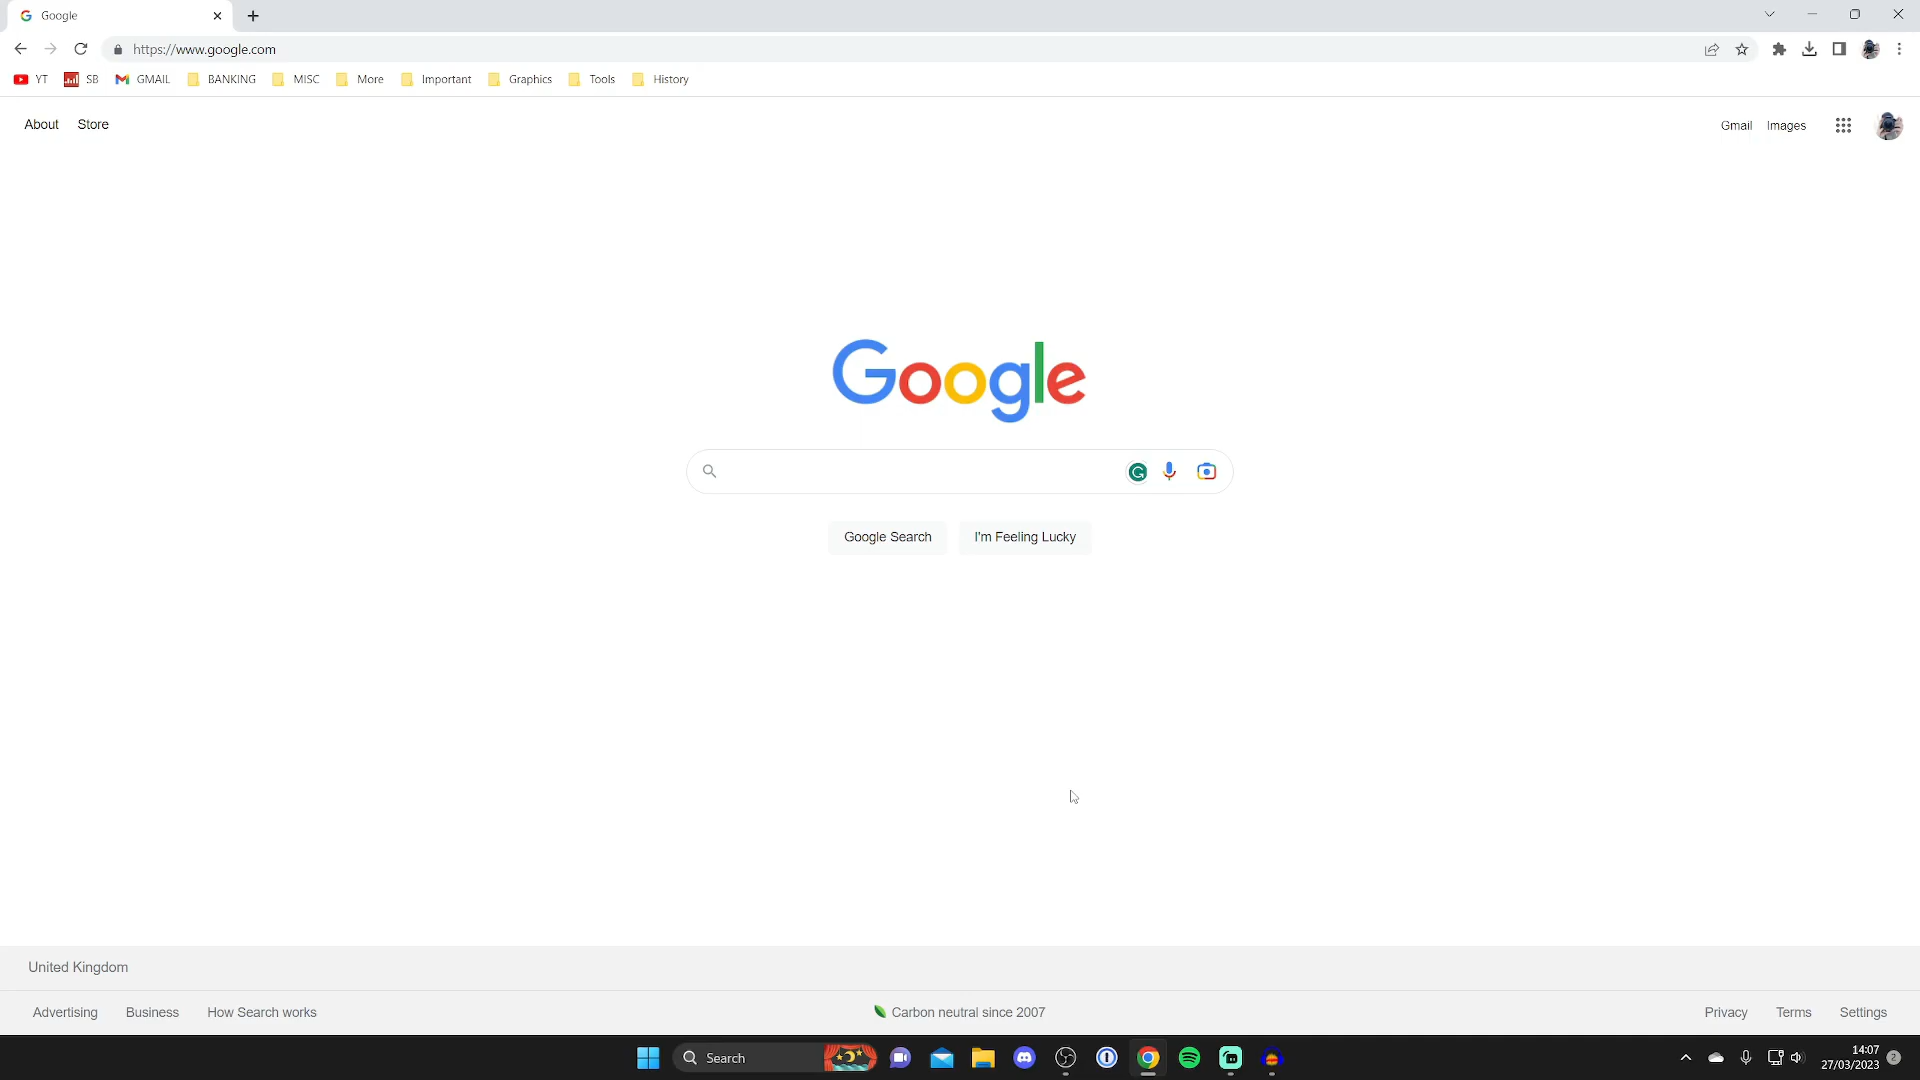 Google
https://www.google.com
YT SB GMAIL BANKING MISC More Important Graphics Tools History
About Store Gmail Images
Google
Google Search I'm Feeling Lucky
United Kingdom
Advertising Business How Search works Carbon neutral since 2007 Privacy Terms Settings
Search 14:07
27/03/2023 2